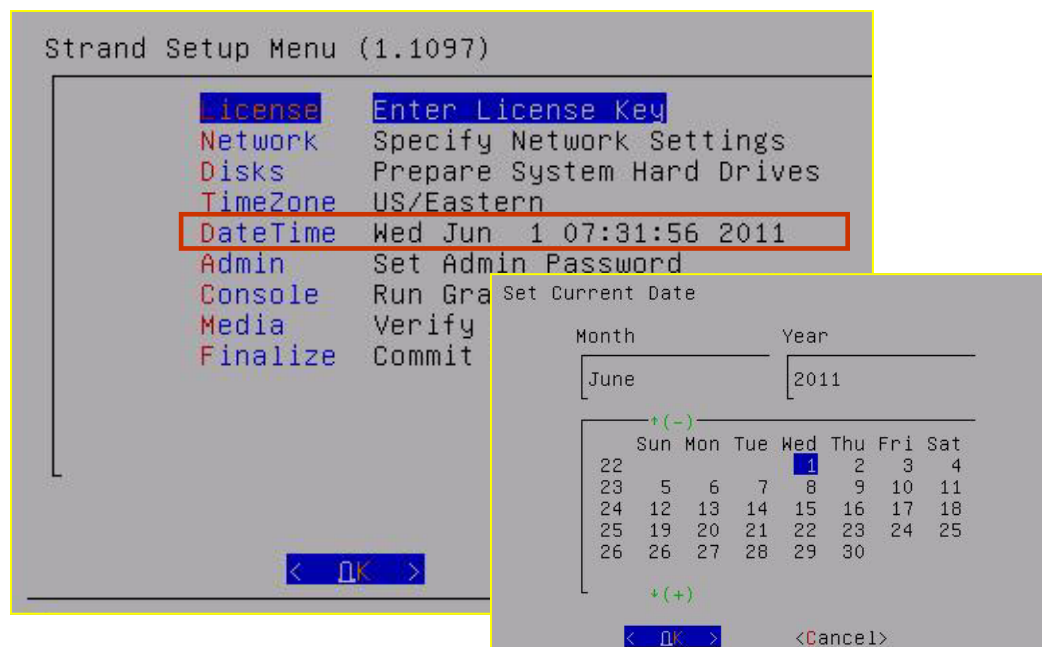 Strand Setup Menu (1.1097)
License Enter License Key
Network Specify Network Settings
Disks Prepare System Hard Drives
TimeZone US/Eastern
DateTime Wed Jun 1 07:31:56 2011
Admin Set Admin Password
Console Run Gra
Media Verify
Finalize Commit
< OK >
Set Current Date
Month Year
June 2011
↑(-)
Sun Mon Tue Wed Thu Fri Sat
22 1 2 3 4
23 5 6 7 8 9 10 11
24 12 13 14 15 16 17 18
25 19 20 21 22 23 24 25
26 26 27 28 29 30
↓(+)
< OK > <Cancel>